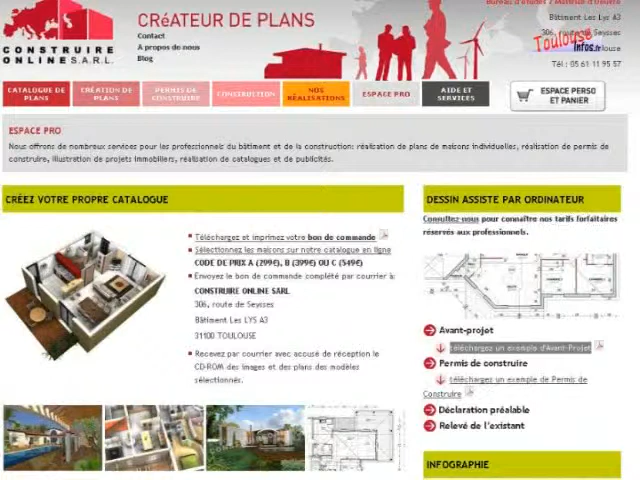 CONSTRUIRE
ONLINE S.A.R.L.
CRéATEUR DE PLANS
Contact
A propos de nous
Blog
Bâtiment Les Lys A3
306, route de Seysses
Toulouse
infos.fr
Tél : 05 61 11 95 57
CATALOGUE DE PLANS
CRÉATION DE PLANS
PERMIS DE CONSTRUIRE
CONSTRUCTION
NOS RÉALISATIONS
ESPACE PRO
AIDE ET SERVICES
ESPACE PERSO ET PANIER
ESPACE PRO
Nous offrons de nombreux services pour les professionnels du bâtiment et de la construction: réalisation de plans de maisons individuelles, réalisation de permis de
construire, illustration de projets immobiliers, réalisation de catalogues et de publicités.
CRÉEZ VOTRE PROPRE CATALOGUE
Téléchargez et imprimez votre bon de commande
Sélectionnez les maisons sur notre catalogue en ligne
CODE DE PRIX A (299€), B (399€) OU C (549€)
Envoyez le bon de commande complété par courrier à:
CONSTRUIRE ONLINE SARL
306, route de Seysses
Bâtiment Les LYS A3
31100 TOULOUSE
Recevez par courrier avec accusé de réception le
CD-ROM des images et des plans des modèles
sélectionnés.
DESSIN ASSISTE PAR ORDINATEUR
Consultez-nous pour connaître nos tarifs forfaitaires
réservés aux professionnels.
Avant-projet
téléchargez un exemple d'Avant-Projet
Permis de construire
téléchargez un exemple de Permis de
Construire
Déclaration préalable
Relevé de l'existant
INFOGRAPHIE